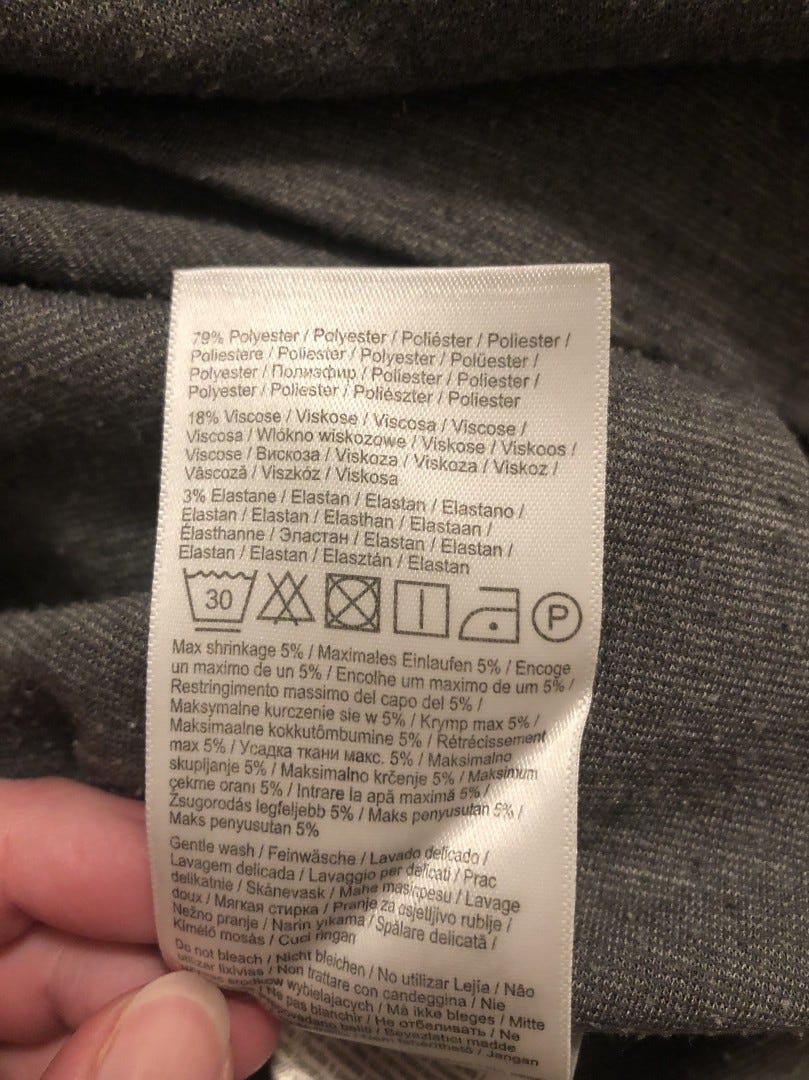 79% Polyester / Polyester / Poliéster / Poliester /
Poliestere / Poliester / Polyester / Polüester /
Polyester / Полиэфир / Poliester / Poliester /
Polyester / Poliester / Poliészter / Poliester
18% Viscose / Viskose / Viscosa / Viscose /
Viscosa / Włókno wiskozowe / Viskose / Viskoos /
Viscose / Вискоза / Viskoza / Viskoza / Viskoz /
Vâscoză / Viszkóz / Viskosa
3% Elastane / Elastan / Elastan / Elastano /
Elastan / Elastan / Elasthan / Elastaan /
Élasthanne / Эластан / Elastan / Elastan /
Elastan / Elastan / Elasztán / Elastan
30 P
Max shrinkage 5% / Maximales Einlaufen 5% / Encoge
un maximo de un 5% / Encolhe um maximo de um 5% /
Restringimento massimo del capo del 5% /
Maksymalne kurczenie sie w 5% / Krymp max 5% /
Maksimaalne kokkutõmbumine 5% / Rétrécissement
max 5% / Усадка ткани макс. 5% / Maksimalno
skupljanje 5% / Maksimalno krčenje 5% / Maksimum
çekme oranı 5% / Intrare la apă maximă 5% /
Zsugorodás legfeljebb 5% / Maks penyusutan 5% /
Maks penyusutan 5%
Gentle wash / Feinwäsche / Lavado delicado /
Lavagem delicada / Lavaggio per delicati / Prac
delikatnie / Skånevask / Mahe masinpesu / Lavage
doux / Мягкая стирка / Pranje za osjetljivo rublje /
Nežno pranje / Narin yıkama / Spălare delicată /
Kímélő mosás / Cuci ringan
Do not bleach / Nicht bleichen / No utilizar Lejía / Não
utilizar lixivias / Non trattare con candeggina / Nie
środków wybielających / Må ikke bleges / Mitte
/ Ne pas blanchir / Не отбеливать / Ne
balili / Beyazlatici madde
/ Nem fehéríthető / Jangan